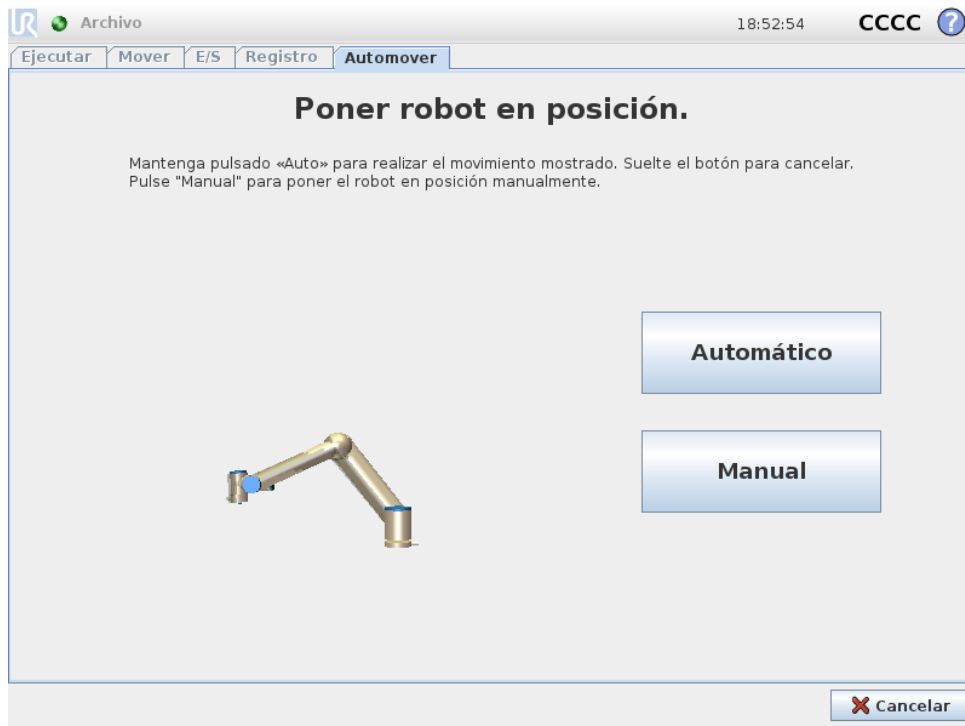 UR Archivo 18:52:54 CCCC ?
Ejecutar Mover E/S Registro Automover
Poner robot en posición.
Mantenga pulsado «Auto» para realizar el movimiento mostrado. Suelte el botón para cancelar.
Pulse "Manual" para poner el robot en posición manualmente.
Automático
Manual
Cancelar